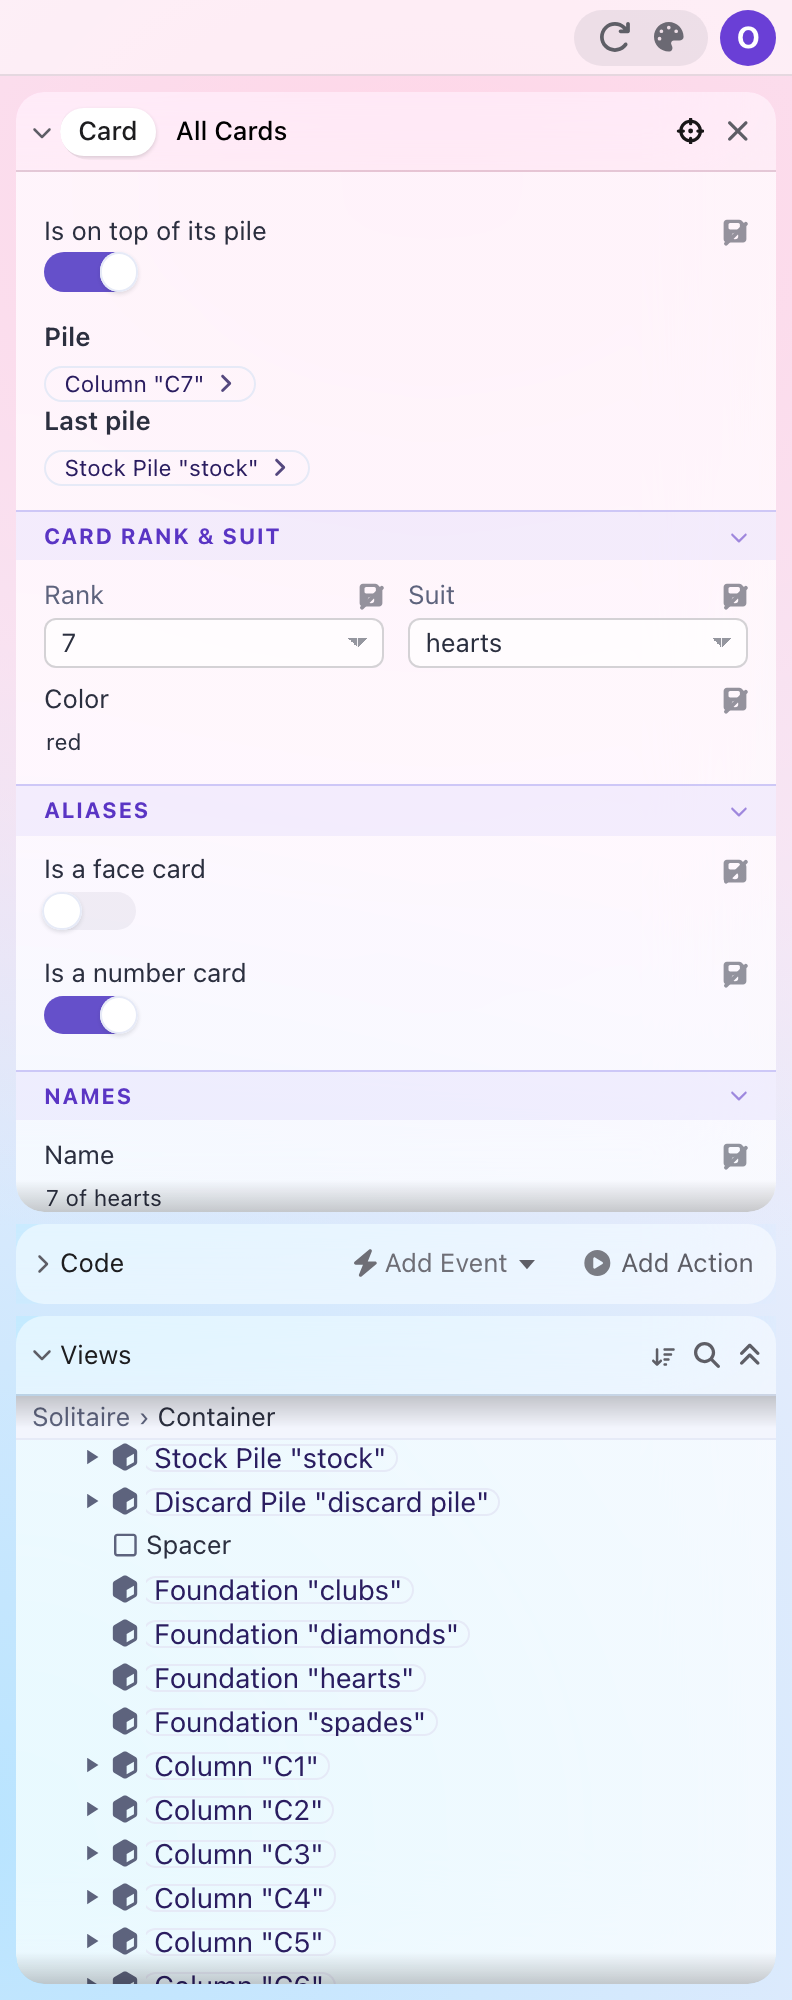 O
Card All Cards
Is on top of its pile
Pile
Column "C7"
Last pile
Stock Pile "stock"
CARD RANK & SUIT
Rank Suit
7 hearts
Color
red
ALIASES
Is a face card
Is a number card
NAMES
Name
7 of hearts
Code Add Event Add Action
Views
Solitaire › Container
Stock Pile "stock"
Discard Pile "discard pile"
Spacer
Foundation "clubs"
Foundation "diamonds"
Foundation "hearts"
Foundation "spades"
Column "C1"
Column "C2"
Column "C3"
Column "C4"
Column "C5"
Column "C6"